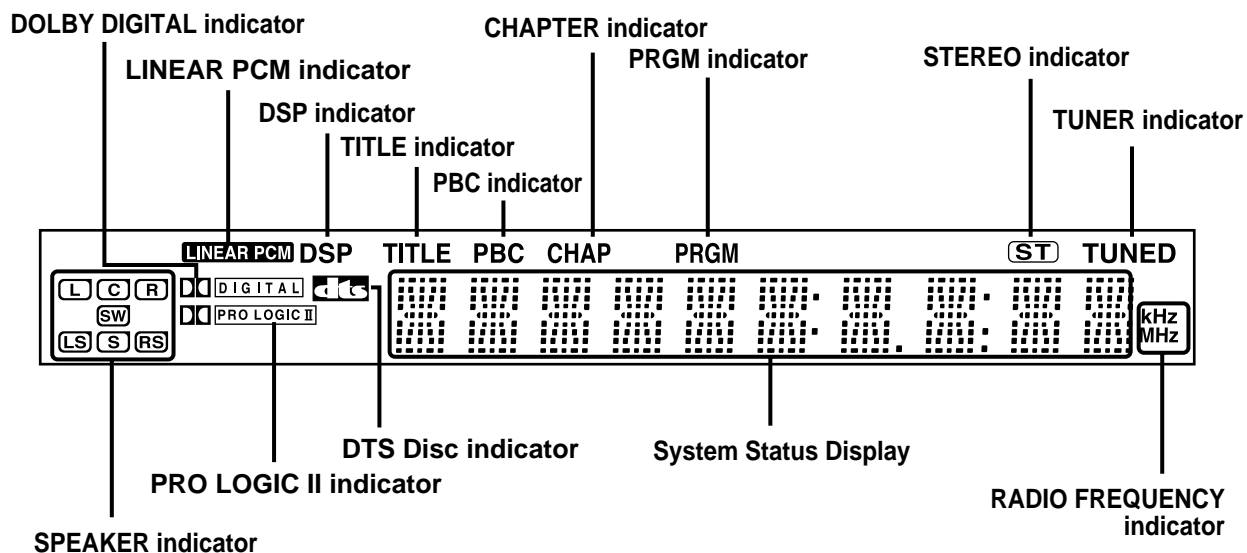 DOLBY DIGITAL indicator
CHAPTER indicator
LINEAR PCM indicator
PRGM indicator
STEREO indicator
DSP indicator
TUNER indicator
TITLE indicator
PBC indicator
LINEAR PCM DSP TITLE PBC CHAP PRGM ST TUNED
L C R DIGITAL dts
SW PRO LOGIC II
LS S RS
kHz
MHz
DTS Disc indicator
System Status Display
PRO LOGIC II indicator
RADIO FREQUENCY
indicator
SPEAKER indicator